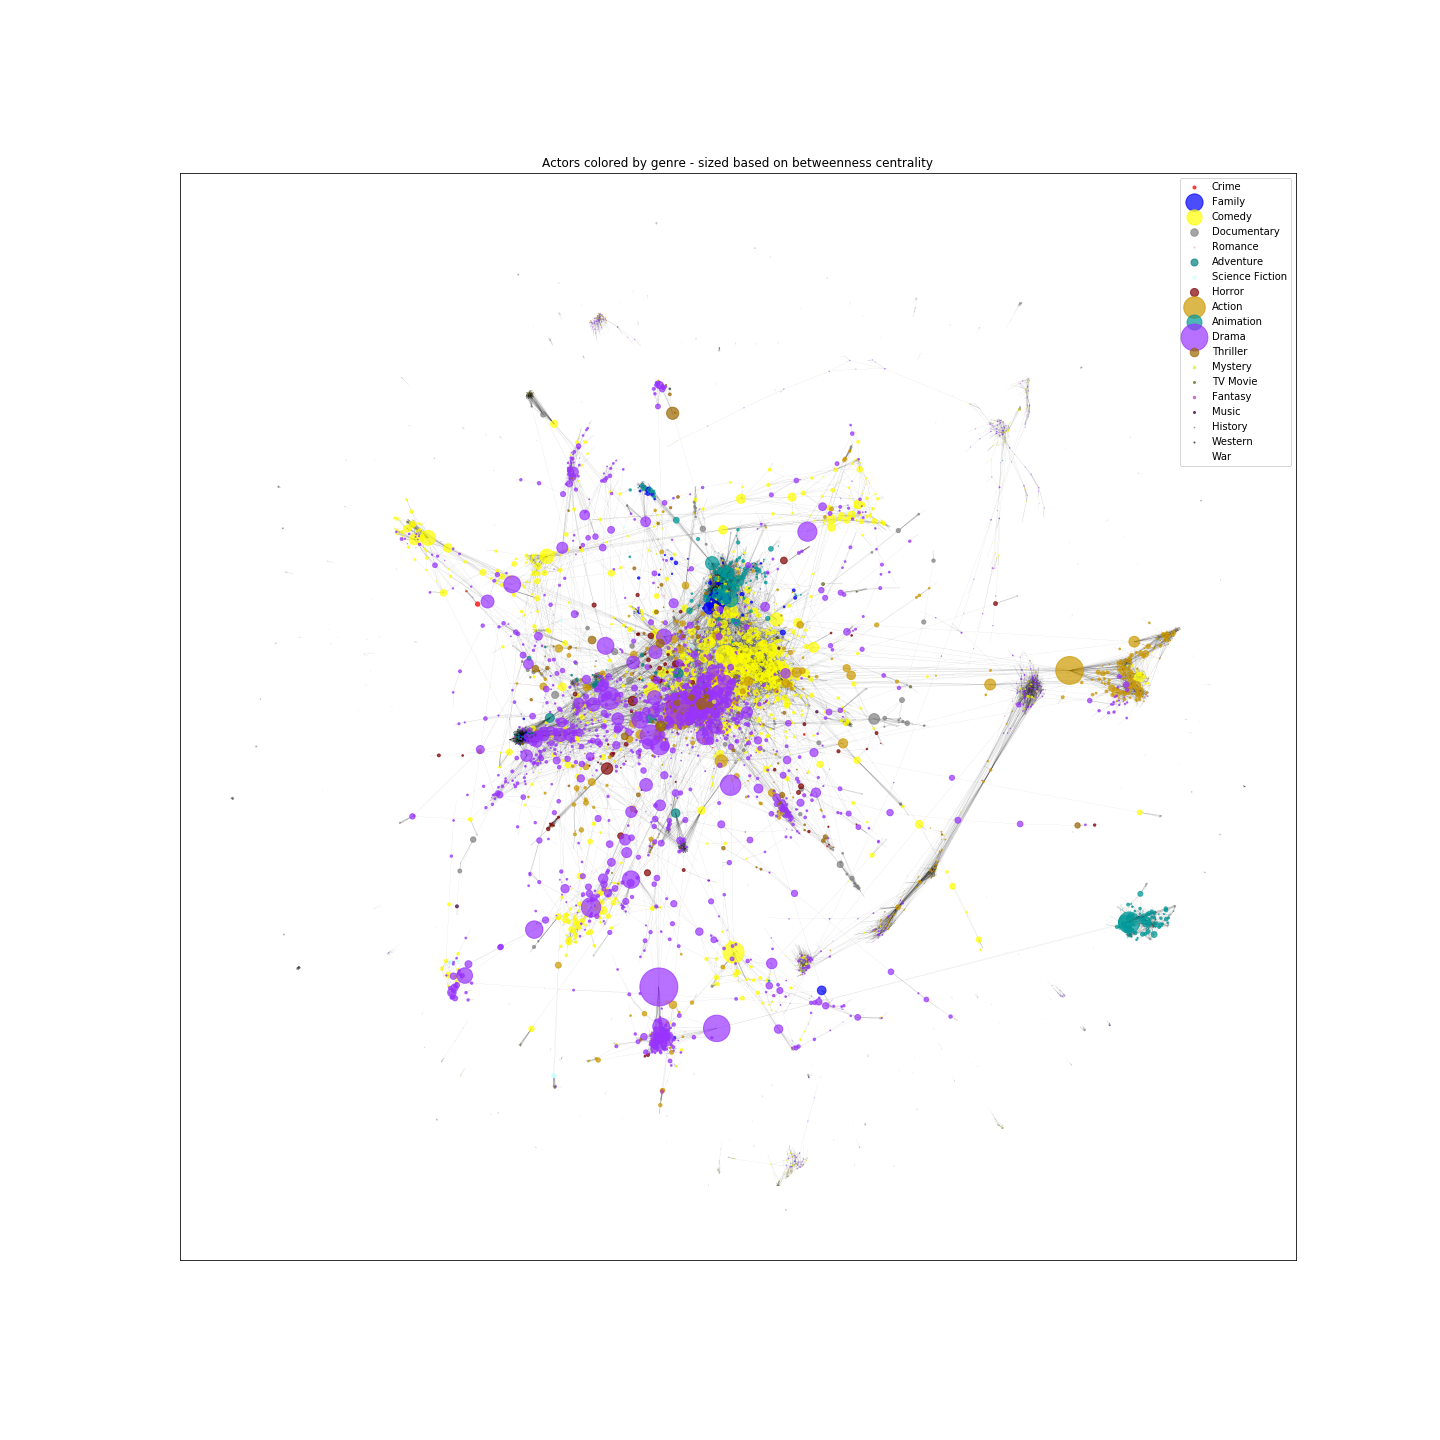 Actors colored by genre - sized based on betweenness centrality
Crime
Family
Comedy
Documentary
Romance
Adventure
Science Fiction
Horror
Action
Animation
Drama
Thriller
Mystery
TV Movie
Fantasy
Music
History
Western
War